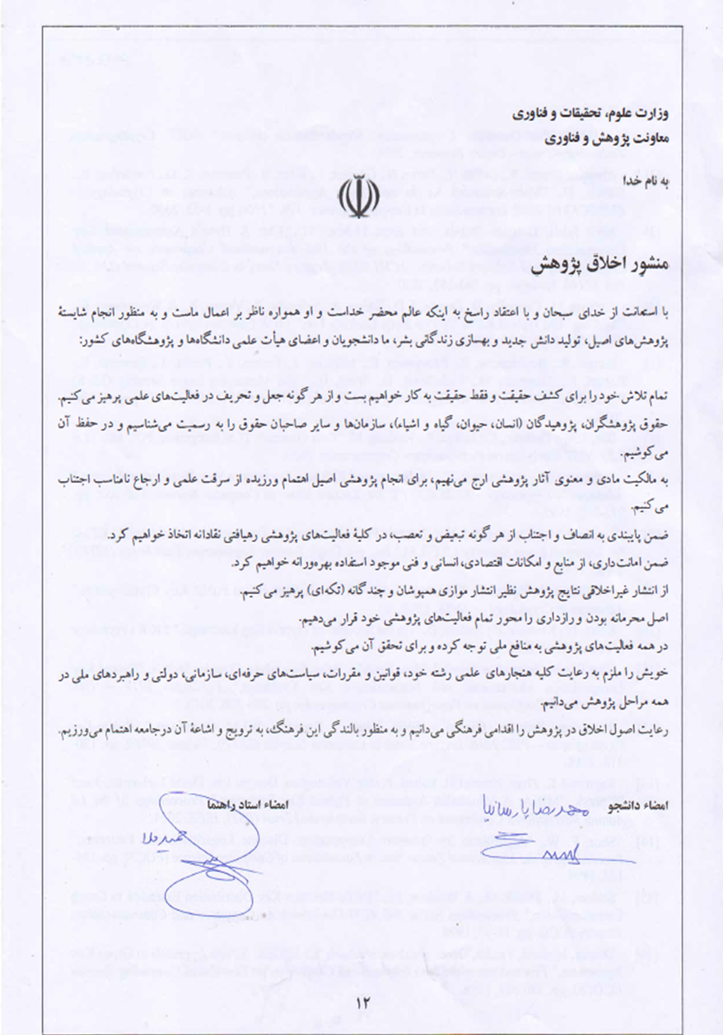 وزارت علوم، تحقیقات و فناوری
معاونت پژوهش و فناوری
به نام خدا
منشور اخلاق پژوهش
با استعانت از خدای سبحان و با اعتقاد راسخ به اینکه عالم محضر خداست و او همواره ناظر بر اعمال ماست و به منظور انجام شایستهٔ
پژوهش‌های اصیل، تولید دانش جدید و بهسازی زندگانی بشر، ما دانشجویان و اعضای هیأت علمی دانشگاه‌ها و پژوهشگاه‌های کشور:
تمام تلاش خود را برای کشف حقیقت و فقط حقیقت به کار خواهیم بست و از هر گونه جعل و تحریف در فعالیت‌های علمی پرهیز می‌کنیم.
حقوق پژوهشگران، پژوهیدگان (انسان، حیوان، گیاه و اشیاء)، سازمان‌ها و سایر صاحبان حقوق را به رسمیت می‌شناسیم و در حفظ آن
می‌کوشیم.
به مالکیت مادی و معنوی آثار پژوهشی ارج می‌نهیم، برای انجام پژوهشی اصیل اهتمام ورزیده از سرقت علمی و ارجاع نامناسب اجتناب
می کنیم.
ضمن پایبندی به انصاف و اجتناب از هر گونه تبعیض و تعصب، در کلیهٔ فعالیت‌های پژوهشی رهیافتی نقادانه اتخاذ خواهیم کرد.
ضمن امانت‌داری، از منابع و امکانات اقتصادی، انسانی و فنی موجود استفاده بهره‌ورانه خواهیم کرد.
از انتشار غیراخلاقی نتایج پژوهش نظیر انتشار موازی همپوشان و چندگانه (تکه‌ای) پرهیز می‌کنیم.
اصل محرمانه بودن و رازداری را محور تمام فعالیت‌های پژوهشی خود قرار می‌دهیم.
در همه فعالیت‌های پژوهشی به منافع ملی توجه کرده و برای تحقق آن می‌کوشیم.
خویش را ملزم به رعایت کلیه هنجارهای علمی رشته خود، قوانین و مقررات، سیاست‌های حرفه‌ای، سازمانی، دولتی و راهبردهای ملی در
همه مراحل پژوهش می‌دانیم.
رعایت اصول اخلاق در پژوهش را اقدامی فرهنگی می‌دانیم و به منظور بالندگی این فرهنگ، به ترویج و اشاعهٔ آن درجامعه اهتمام می‌ورزیم.
امضاء دانشجو محمدرضا پارسانیا
امضاء استاد راهنما
۱۲